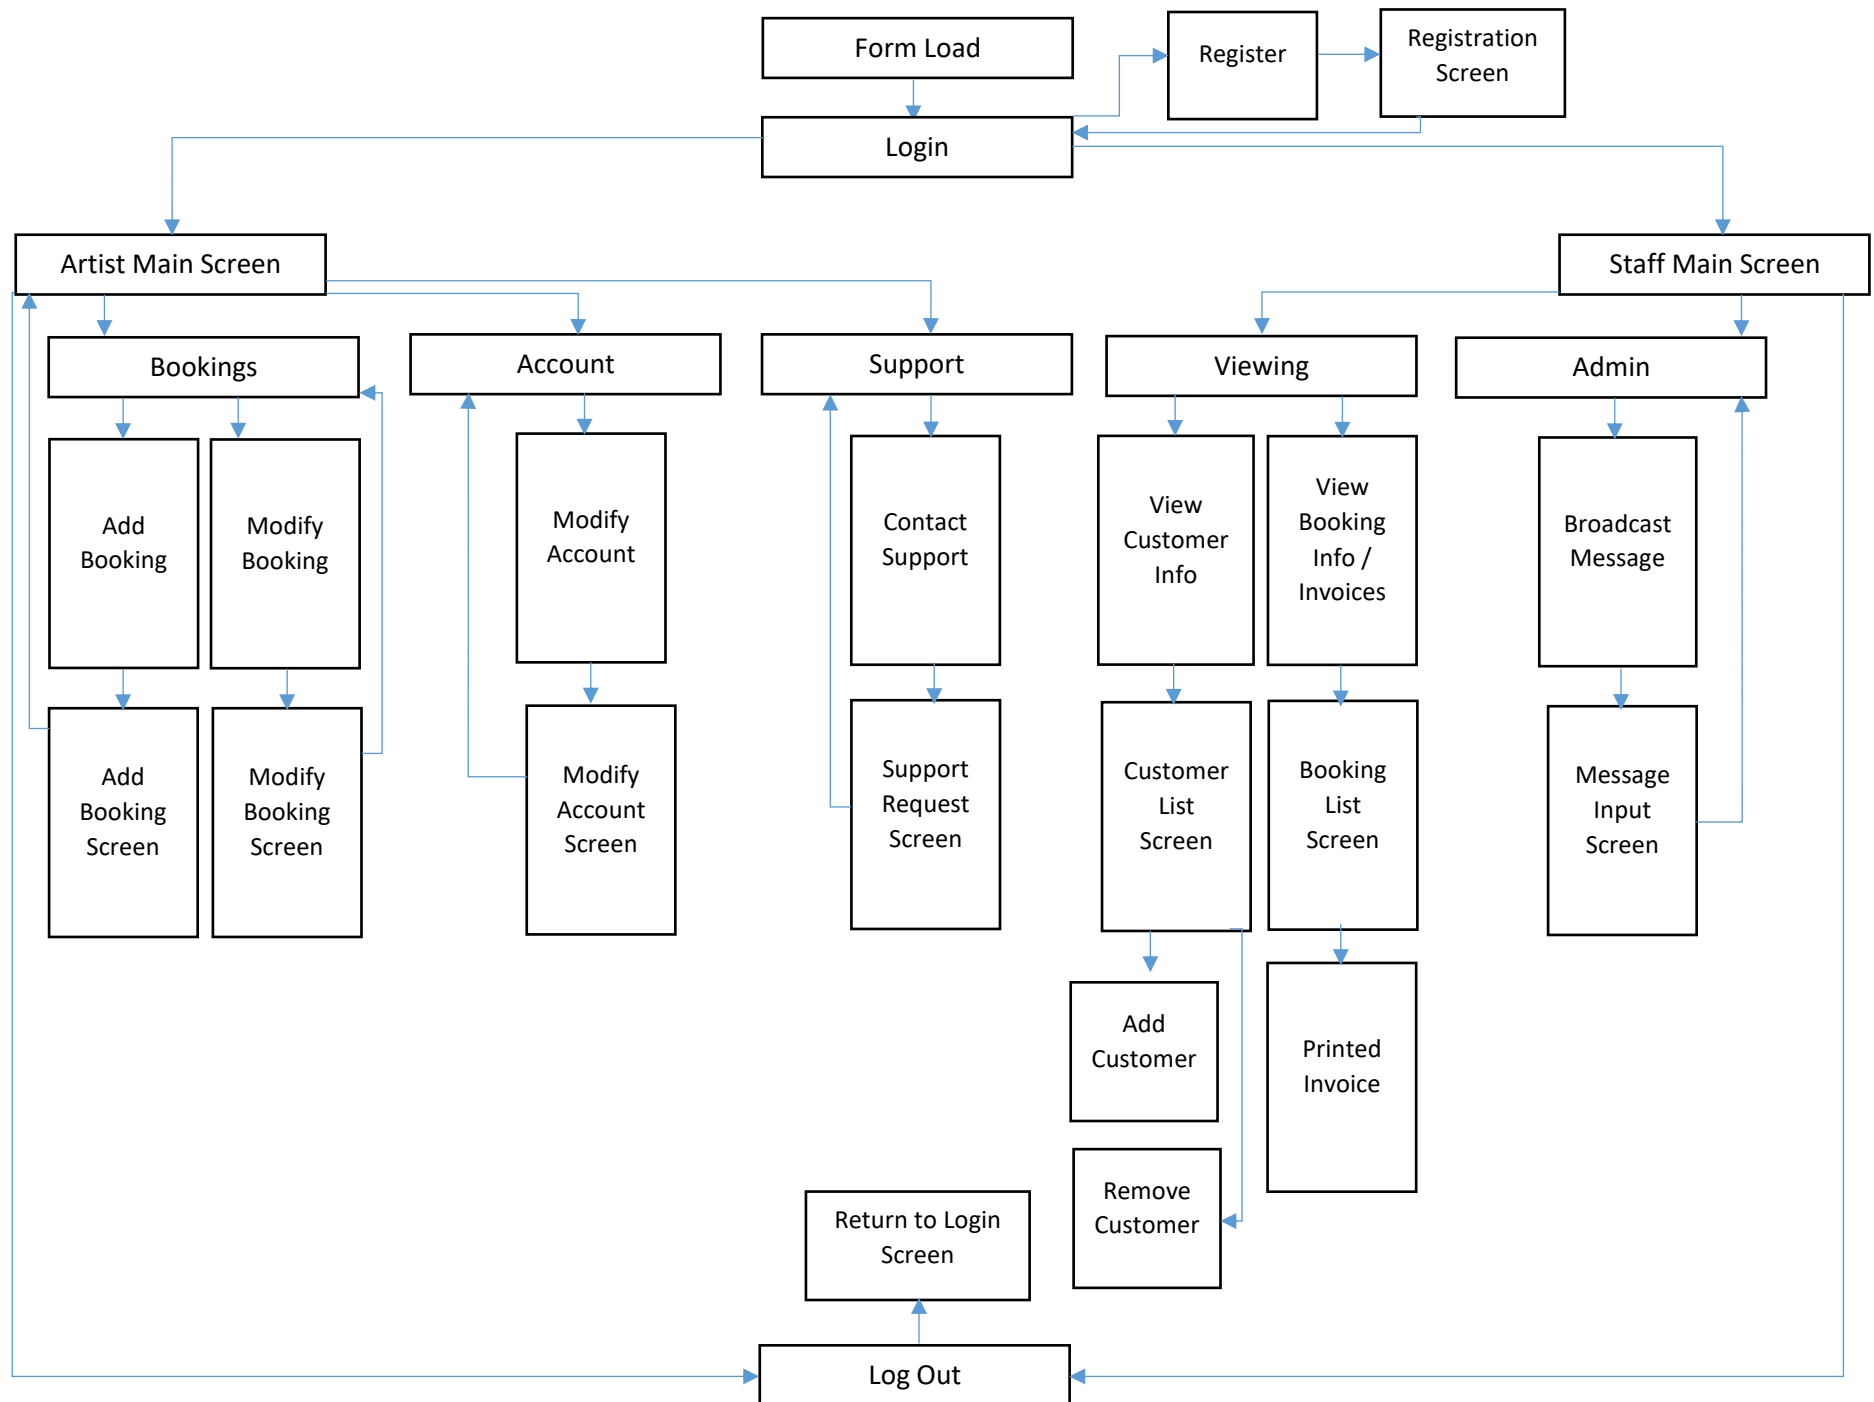 Form Load
Register
Registration
Screen
Login
Artist Main Screen
Staff Main Screen
Bookings
Account
Support
Viewing
Admin
Add
Booking
Modify
Booking
Modify
Account
Contact
Support
View
Customer
Info
View
Booking
Info /
Invoices
Broadcast
Message
Add
Booking
Screen
Modify
Booking
Screen
Modify
Account
Screen
Support
Request
Screen
Customer
List
Screen
Booking
List
Screen
Message
Input
Screen
Add
Customer
Printed
Invoice
Remove
Customer
Return to Login
Screen
Log Out